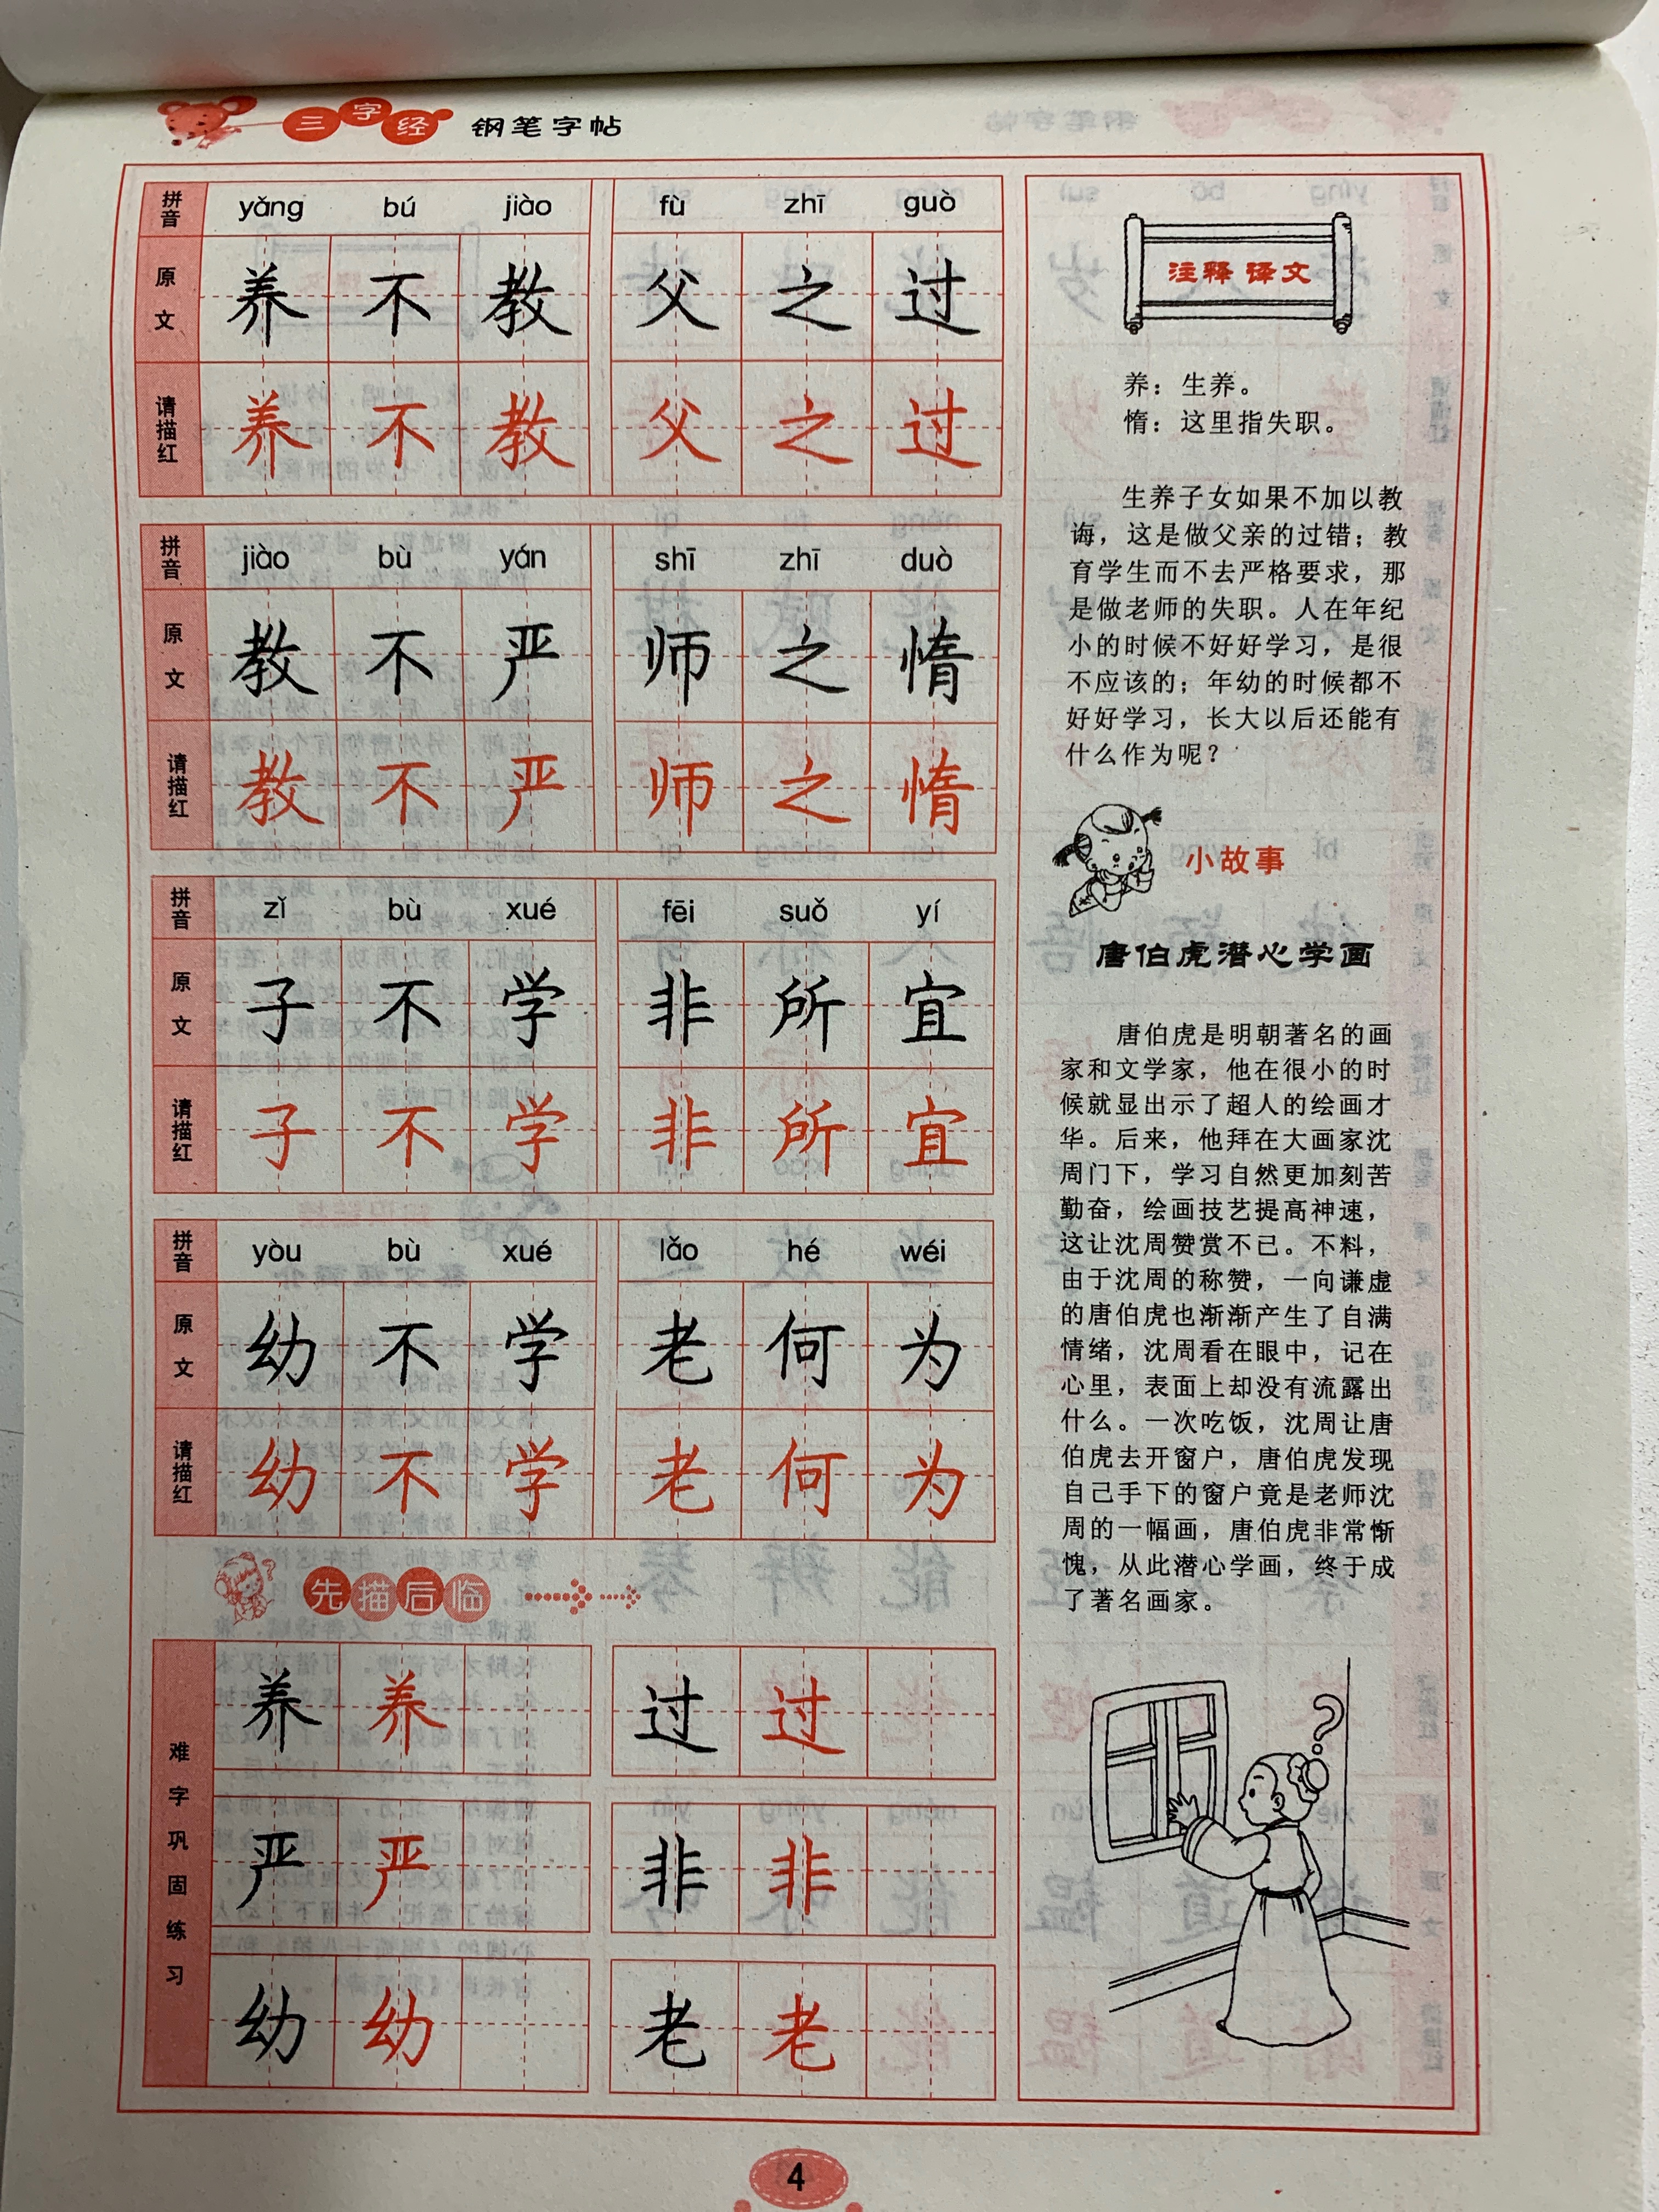 三字经 钢笔字帖
拼音 yǎng bú jiào fù zhī guò
原文 养 不 教 父 之 过
请描红 养 不 教 父 之 过
拼音 jiào bù yán shī zhī duò
原文 教 不 严 师 之 惰
请描红 教 不 严 师 之 惰
拼音 zǐ bù xué fēi suǒ yí
原文 子 不 学 非 所 宜
请描红 子 不 学 非 所 宜
拼音 yòu bù xué lǎo hé wéi
原文 幼 不 学 老 何 为
请描红 幼 不 学 老 何 为
先描后临
难字巩固练习
养 养 过 过
严 严 非 非
幼 幼 老 老
注释 译文
养：生养。
惰：这里指失职。
生养子女如果不加以教
诲，这是做父亲的过错；教
育学生而不去严格要求，那
是做老师的失职。人在年纪
小的时候不好好学习，是很
不应该的；年幼的时候都不
好好学习，长大以后还能有
什么作为呢？
小故事
唐伯虎潜心学画
唐伯虎是明朝著名的画
家和文学家，他在很小的时
候就显出示了超人的绘画才
华。后来，他拜在大画家沈
周门下，学习自然更加刻苦
勤奋，绘画技艺提高神速，
这让沈周赞赏不已。不料，
由于沈周的称赞，一向谦虚
的唐伯虎也渐渐产生了自满
情绪，沈周看在眼中，记在
心里，表面上却没有流露出
什么。一次吃饭，沈周让唐
伯虎去开窗户，唐伯虎发现
自己手下的窗户竟是老师沈
周的一幅画，唐伯虎非常惭
愧，从此潜心学画，终于成
了著名画家。
4